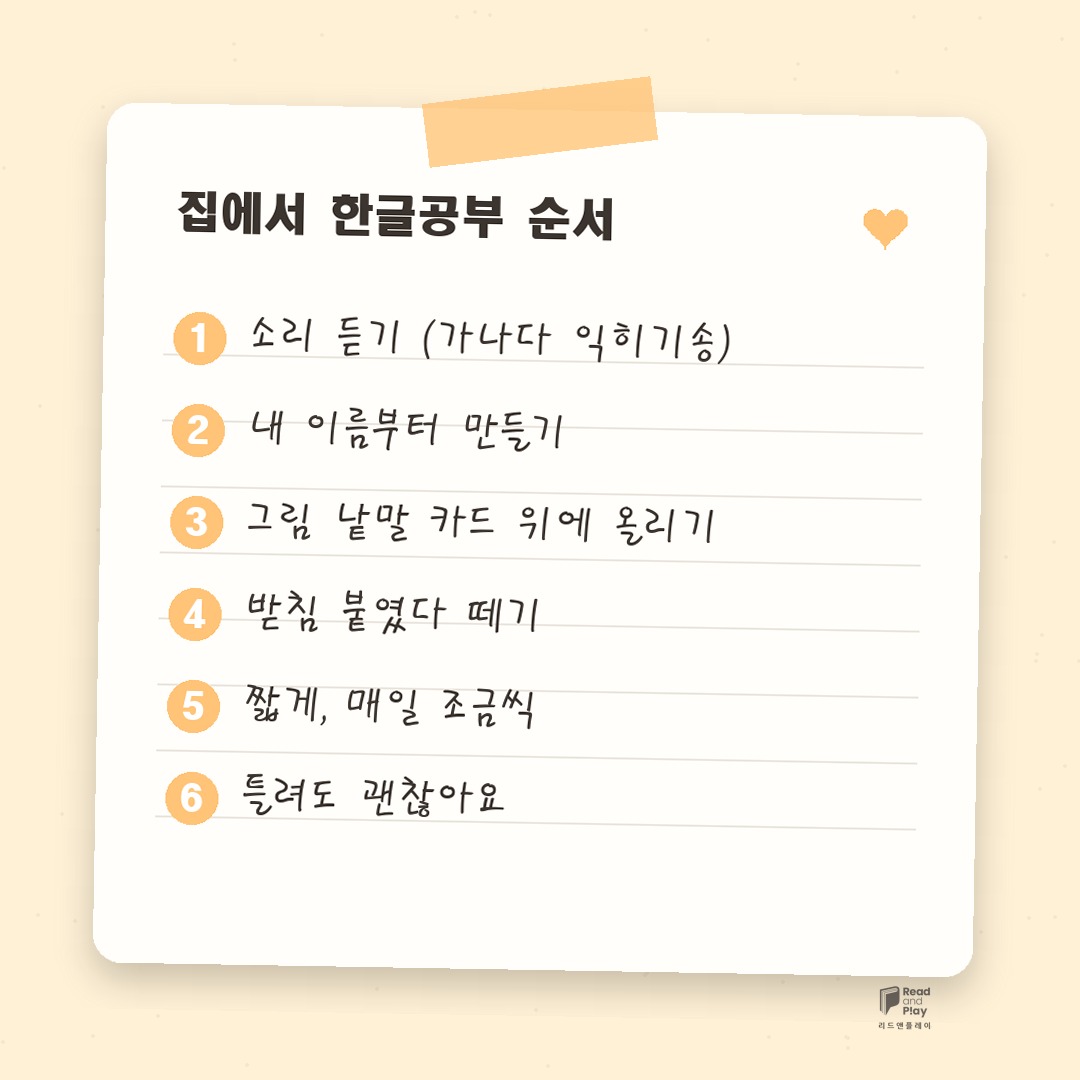 집에서 한글공부 순서
1 소리 듣기 (가나다 익히기송)
2 내 이름부터 만들기
3 그림 낱말 카드 위에 올리기
4 받침 붙였다 떼기
5 짧게, 매일 조금씩
6 틀려도 괜찮아요
Read
and
Play
리드앤플레이